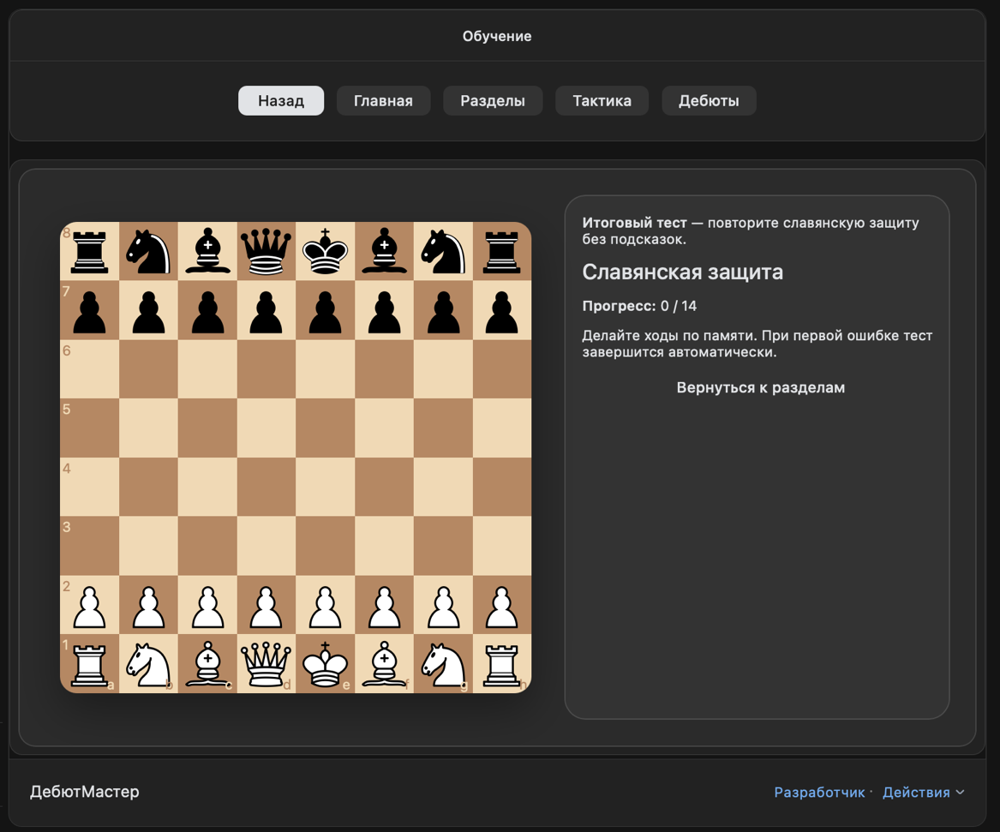 Обучение
Назад
Главная
Разделы
Тактика
Дебюты
8
7
6
5
4
3
2
1
a
b
c
d
e
f
g
h
Итоговый тест — повторите славянскую защиту
без подсказок.
Славянская защита
Прогресс: 0 / 14
Делайте ходы по памяти. При первой ошибке тест
завершится автоматически.
Вернуться к разделам
ДебютМастер
Разработчик · Действия